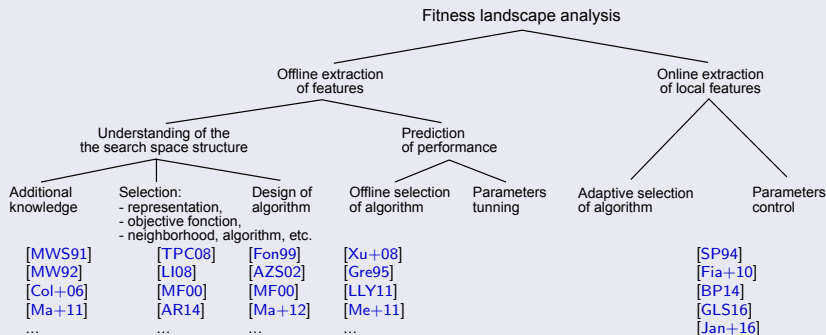 Fitness landscape analysis
Offline extraction
of features
Online extraction
of local features
Understanding of the
the search space structure
Prediction
of performance
Additional
knowledge
Selection:
- representation,
- objective fonction,
- neighborhood, algorithm, etc.
Design of
algorithm
Offline selection
of algorithm
Parameters
tunning
Adaptive selection
of algorithm
Parameters
control
[MWS91] [TPC08] [Fon99] [Xu+08] [SP94]
[MW92] [LI08] [AZS02] [Gre95] [Fia+10]
[Col+06] [MF00] [MF00] [LLY11] [BP14]
[Ma+11] [AR14] [Ma+12] [Me+11] [GLS16]
... ... ... ... [Jan+16]